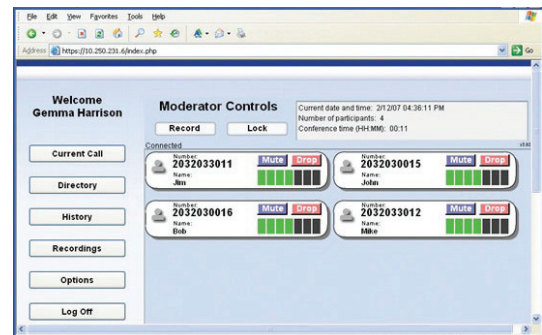 File Edit View Favorites Tools Help
Address https://10.250.231.6/index.php Go
Welcome
Gemma Harrison
Current Call
Directory
History
Recordings
Options
Log Off
Moderator Controls
Record Lock
Current date and time: 2/12/07 04:36:11 PM
Number of participants: 4
Conference time (HH:MM): 00:11
Connected
Number:
2032033011
Mute Drop
Name:
Jim
Number:
2032030015
Mute Drop
Name:
John
Number:
2032030016
Mute Drop
Name:
Bob
Number:
2032033012
Mute Drop
Name:
Mike